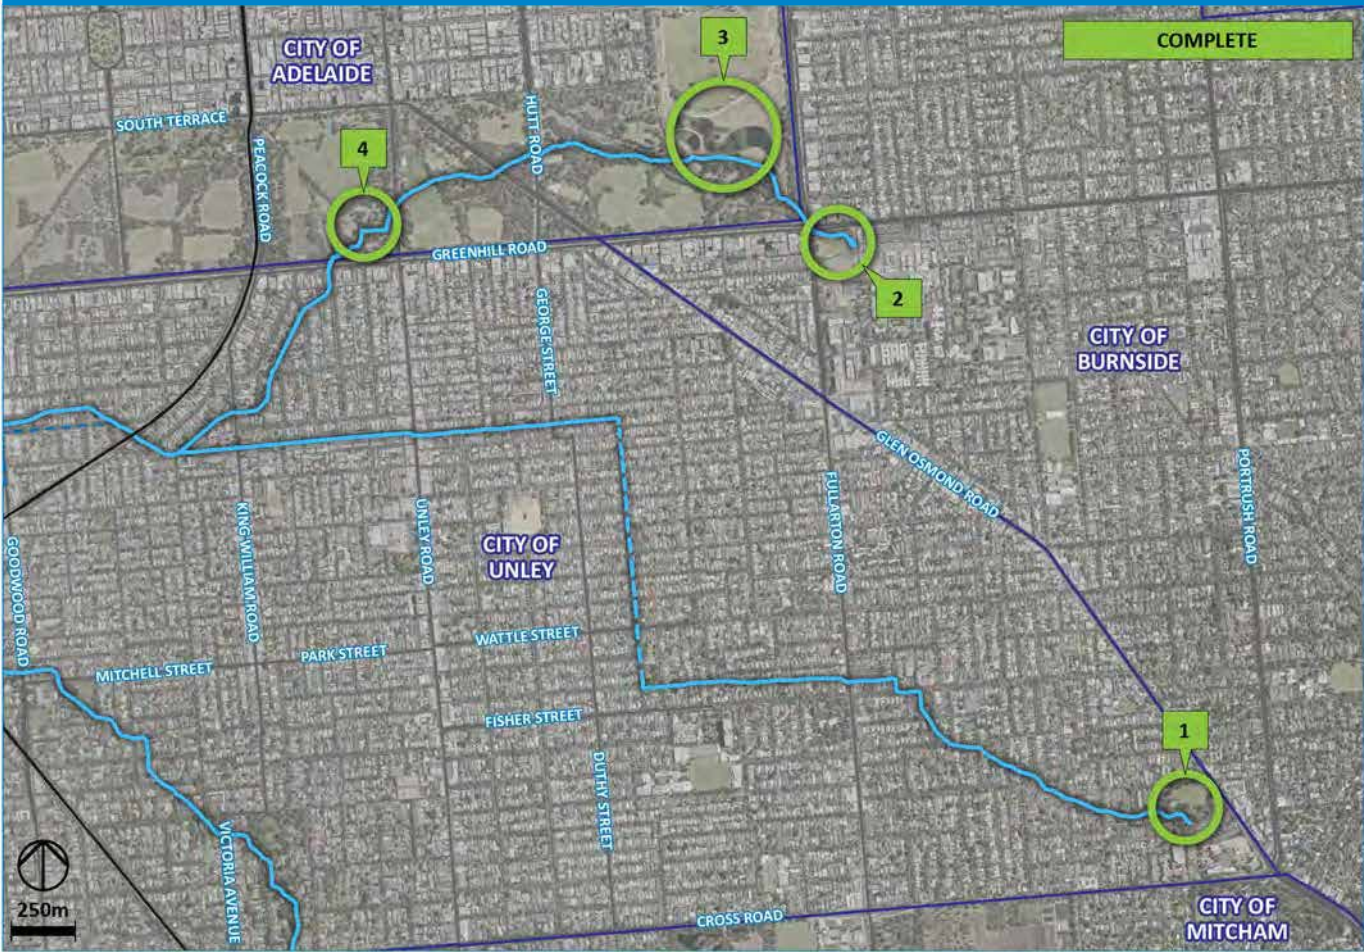 3
COMPLETE
CITY OF
ADELAIDE
SOUTH TERRACE
HUTT ROAD
PEACOCK ROAD
4
GREENHILL ROAD
2
GEORGE STREET
CITY OF
BURNSIDE
GLEN OSMOND ROAD
PORTRUSH ROAD
FULLARTON ROAD
KING WILLIAM ROAD
UNLEY ROAD
CITY OF
UNLEY
GOODWOOD ROAD
WATTLE STREET
PARK STREET
MITCHELL STREET
FISHER STREET
1
DUTHY STREET
VICTORIA AVENUE
250m
CROSS ROAD
CITY OF
MITCHAM